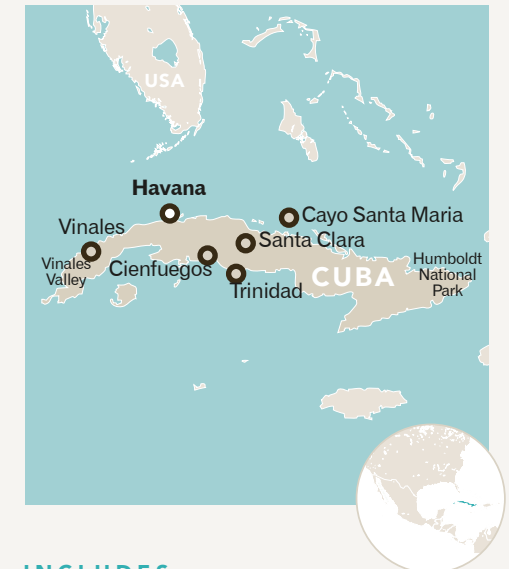 USA
Havana
Vinales
Cayo Santa Maria
Santa Clara
Vinales
Valley
Cienfuegos
CUBA
Humboldt
National
Park
Trinidad